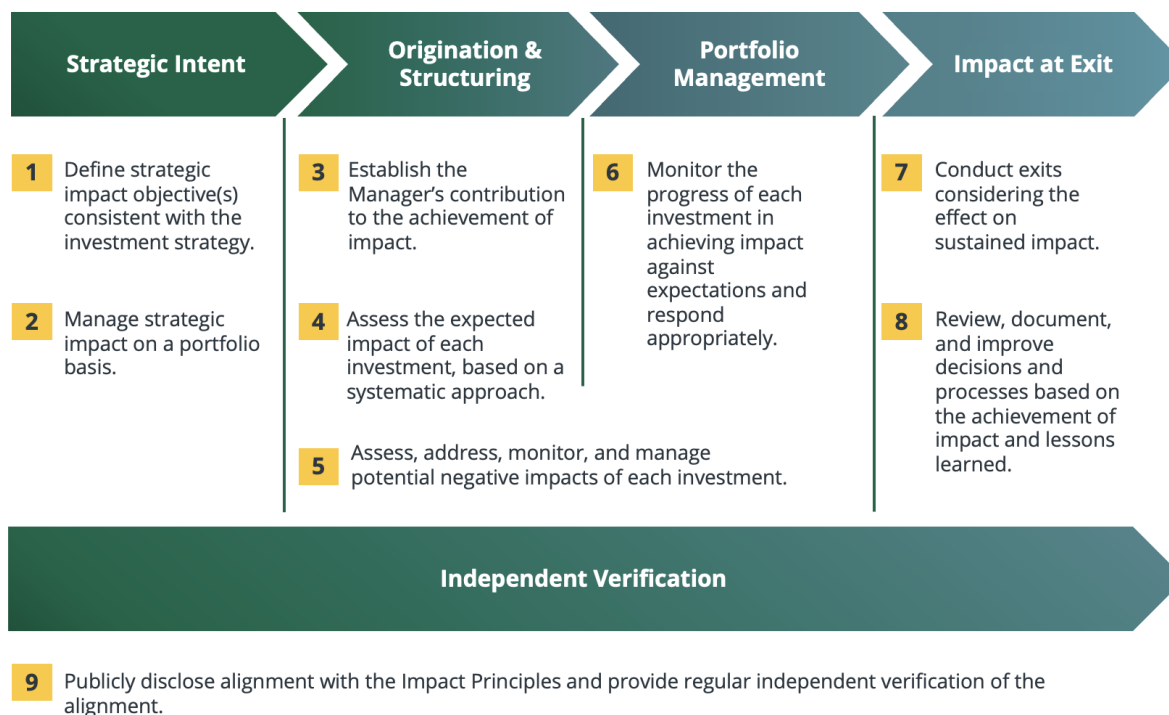 Strategic Intent
Origination &
Structuring
Portfolio
Management
Impact at Exit
1
Define strategic
impact objective(s)
consistent with the
investment strategy.
2
Manage strategic
impact on a portfolio
basis.
3
Establish the
Manager's contribution
to the achievement of
impact.
4
Assess the expected
impact of each
investment, based on a
systematic approach.
5
Assess, address, monitor, and manage
potential negative impacts of each investment.
6
Monitor the
progress of each
investment in
achieving impact
against
expectations and
respond
appropriately.
7
Conduct exits
considering the
effect on
sustained impact.
8
Review, document,
and improve
decisions and
processes based on
the achievement of
impact and lessons
learned.
Independent Verification
9
Publicly disclose alignment with the Impact Principles and provide regular independent verification of the
alignment.